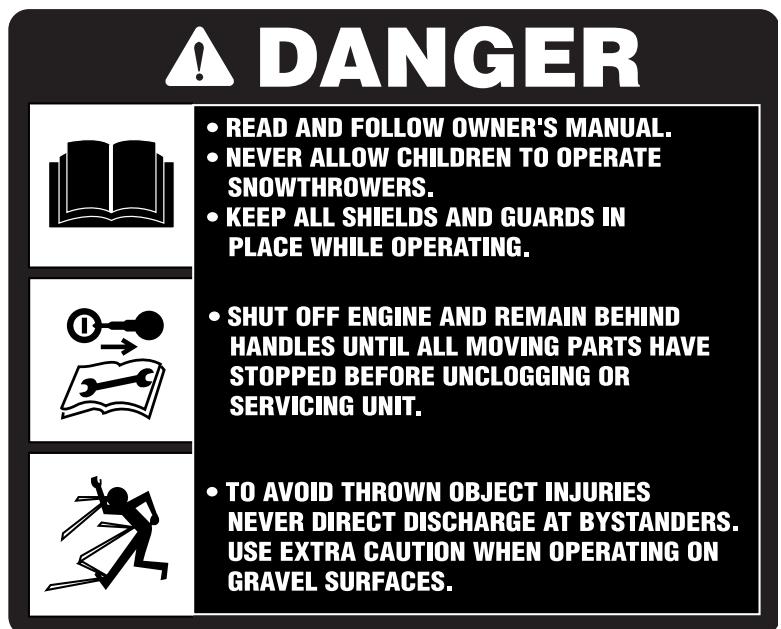 DANGER
• READ AND FOLLOW OWNER'S MANUAL.
• NEVER ALLOW CHILDREN TO OPERATE
SNOWTHROWERS.
• KEEP ALL SHIELDS AND GUARDS IN
PLACE WHILE OPERATING.
• SHUT OFF ENGINE AND REMAIN BEHIND
HANDLES UNTIL ALL MOVING PARTS HAVE
STOPPED BEFORE UNCLOGGING OR
SERVICING UNIT.
• TO AVOID THROWN OBJECT INJURIES
NEVER DIRECT DISCHARGE AT BYSTANDERS.
USE EXTRA CAUTION WHEN OPERATING ON
GRAVEL SURFACES.